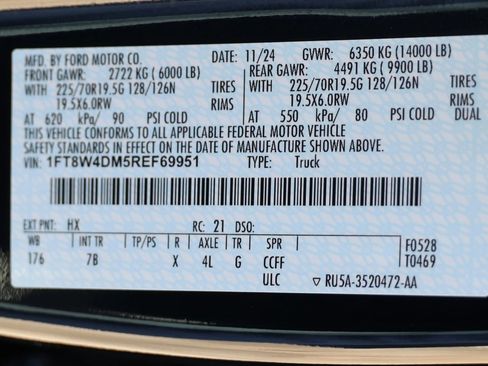 MFD. BY FORD MOTOR CO. DATE: 11/24 GVWR: 6350 KG (14000 LB)
FRONT GAWR: 2722 KG (6000 LB) REAR GAWR: 4491 KG (9900 LB)
WITH 225/70R19.5G 128/126N TIRES WITH 225/70R19.5G 128/126N TIRES
19.5X6.0RW RIMS 19.5X6.0RW RIMS
AT 620 kPa/ 90 PSI COLD AT 550 kPa/ 80 PSI COLD DUAL
THIS VEHICLE CONFORMS TO ALL APPLICABLE FEDERAL MOTOR VEHICLE
SAFETY STANDARDS IN EFFECT ON THE DATE OF MANUFACTURE SHOWN ABOVE.
VIN: 1FT8W4DM5REF69951 TYPE: Truck
EXT PNT: HX RC: 21 DSO:
WB INT TR TP/PS R AXLE TR SPR F0528
176 7B X 4L G CCFF T0469
ULC ▽ RU5A-3520472-AA